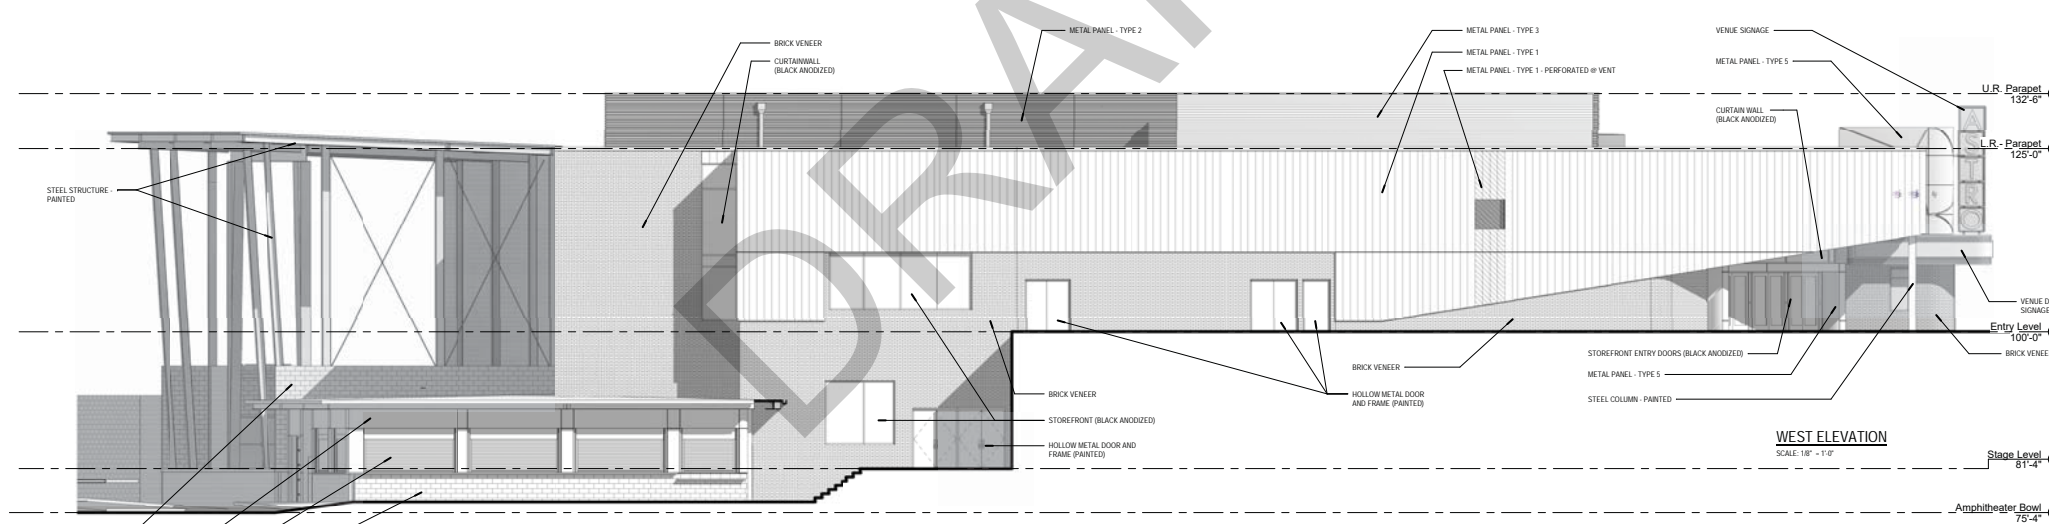 BRICK VENEER
CURTAINWALL
(BLACK ANODIZED)
METAL PANEL - TYPE 2
METAL PANEL - TYPE 3
METAL PANEL - TYPE 1
METAL PANEL - TYPE 1 - PERFORATED @ VENT
VENUE SIGNAGE
METAL PANEL - TYPE 5
CURTAIN WALL
(BLACK ANODIZED)
U.R. Parapet
132'-6"
L.R.- Parapet
125'-0"
ASTRO
STEEL STRUCTURE -
PAINTED
DRA
VENUE D
SIGNAGE
Entry Level
100'-0"
BRICK VENEE
STOREFRONT ENTRY DOORS (BLACK ANODIZED)
METAL PANEL - TYPE 5
STEEL COLUMN - PAINTED
BRICK VENEER
HOLLOW METAL DOOR
AND FRAME (PAINTED)
BRICK VENEER
STOREFRONT (BLACK ANODIZED)
HOLLOW METAL DOOR AND
FRAME (PAINTED)
WEST ELEVATION
SCALE: 1/8" = 1'-0"
Stage Level
81'-4"
Amphitheater Bowl
75'-4"